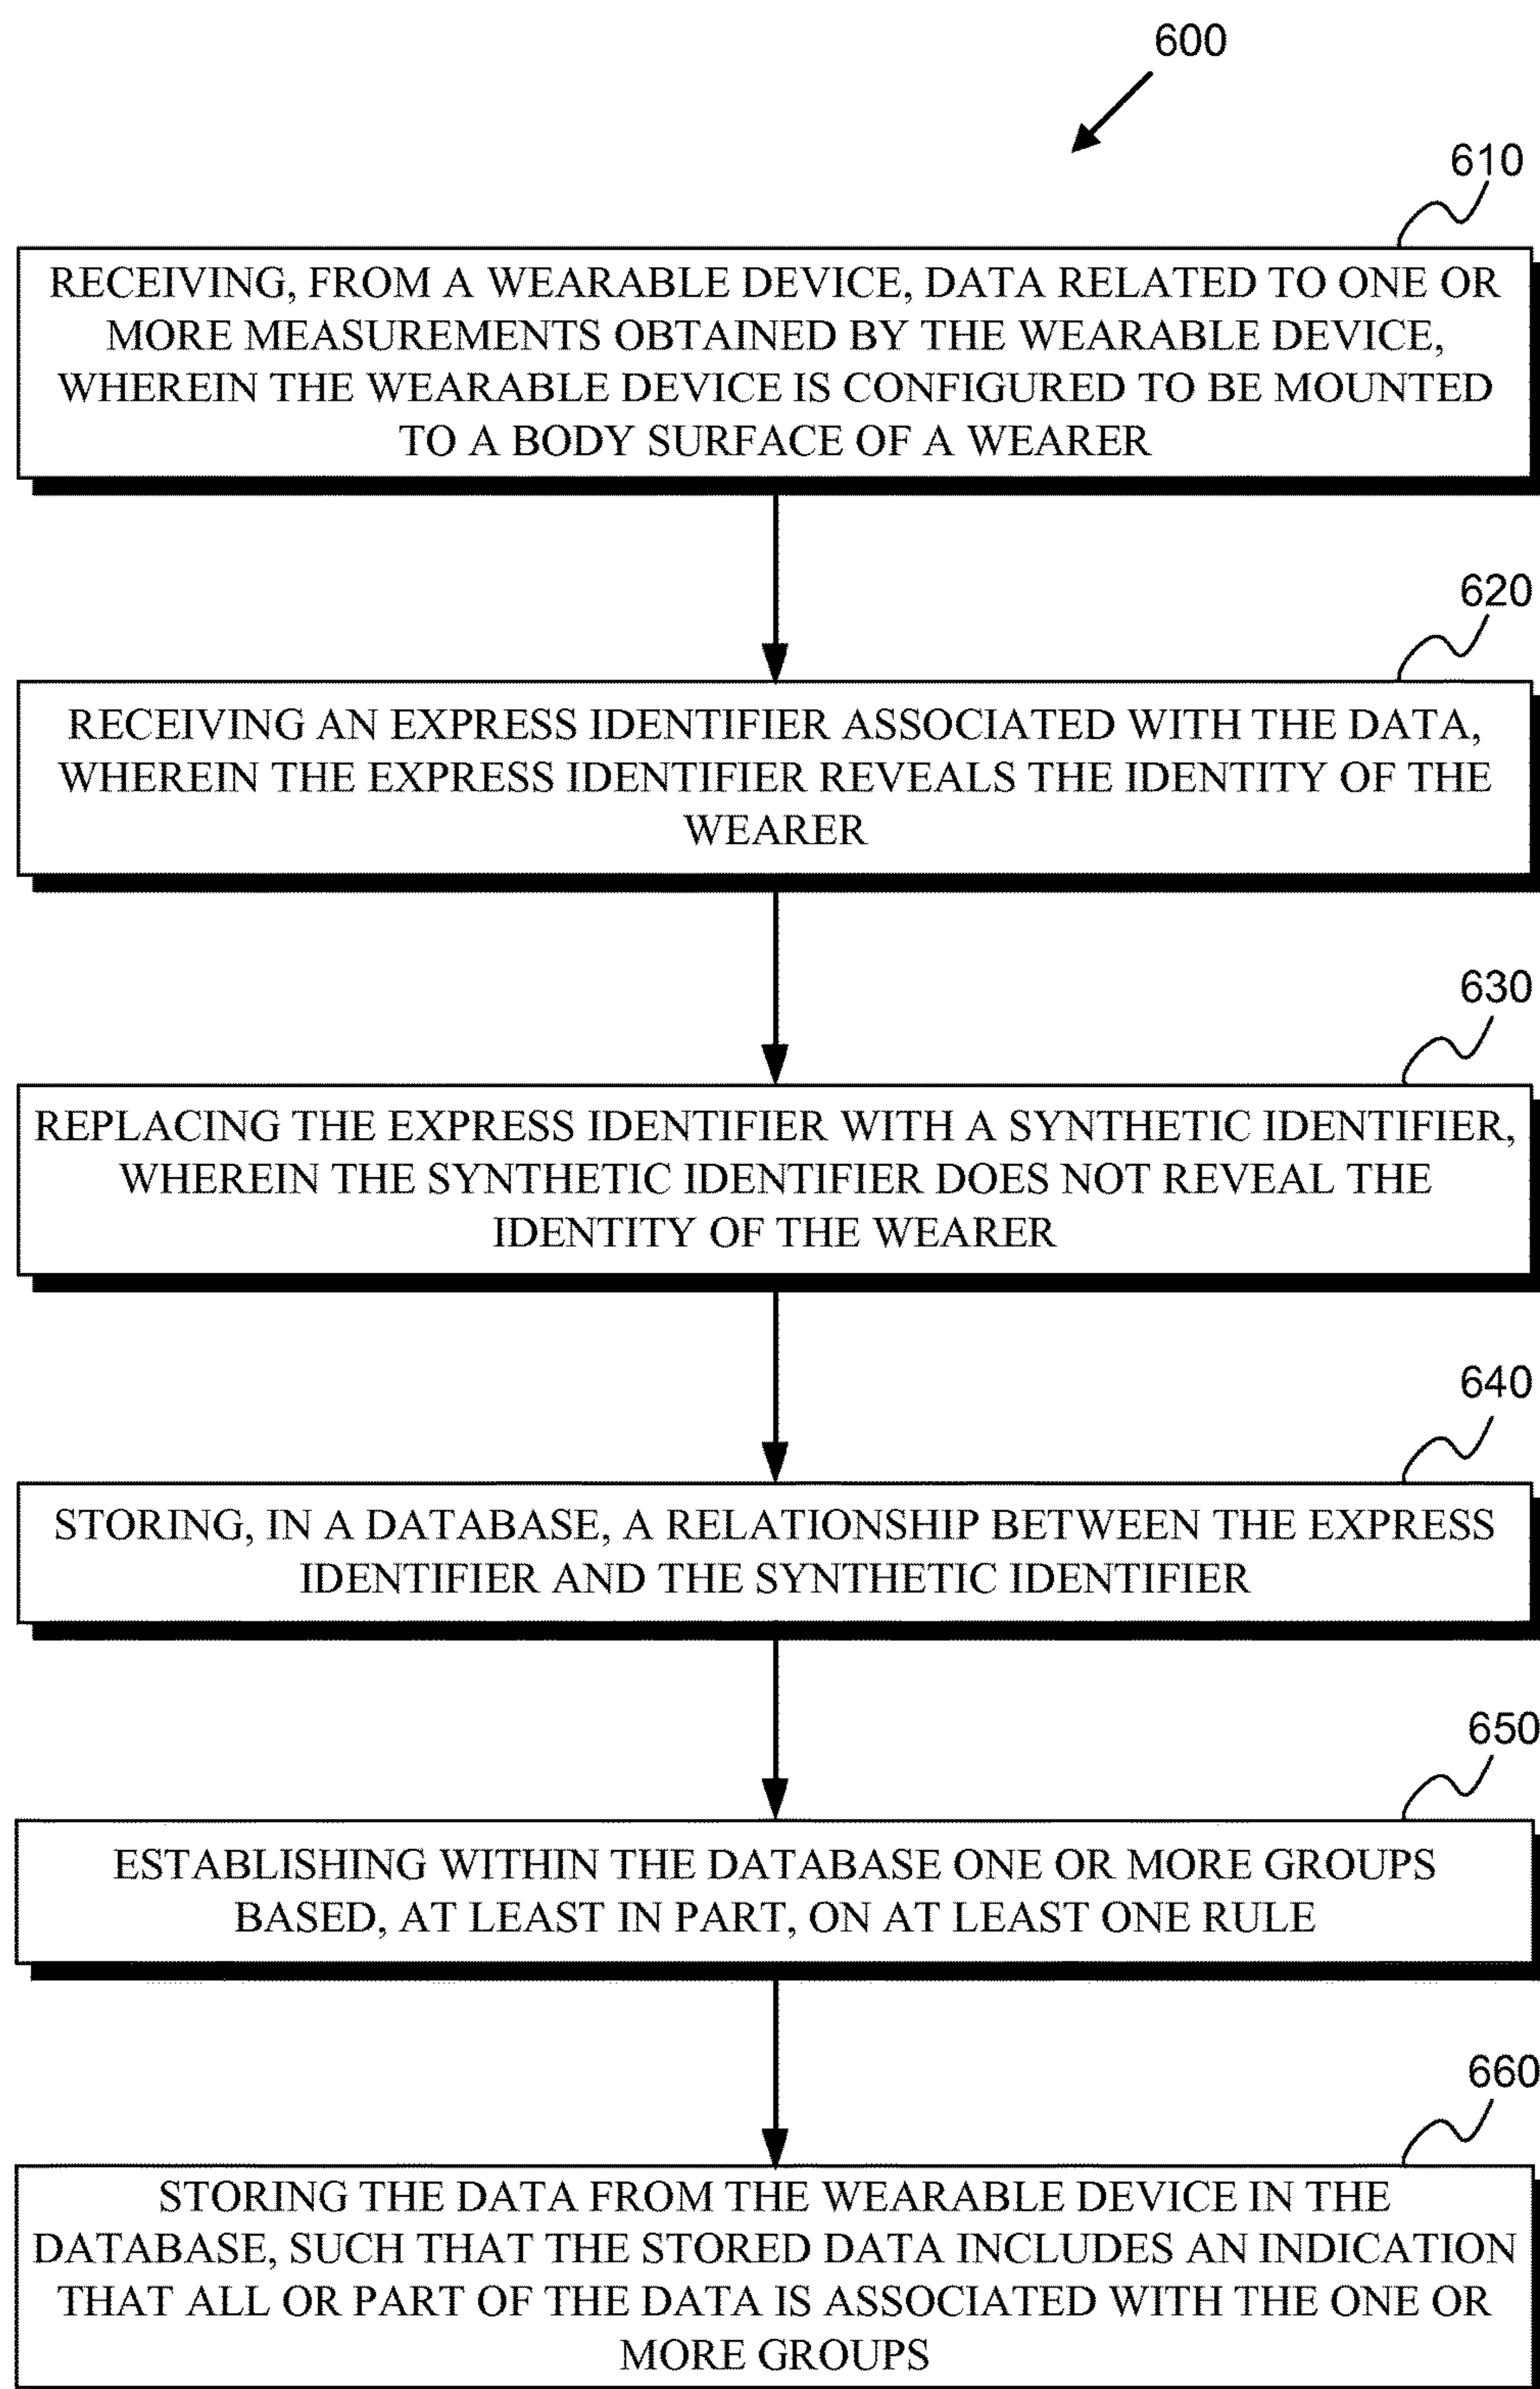 600
610
RECEIVING, FROM A WEARABLE DEVICE, DATA RELATED TO ONE OR
MORE MEASUREMENTS OBTAINED BY THE WEARABLE DEVICE,
WHEREIN THE WEARABLE DEVICE IS CONFIGURED TO BE MOUNTED
TO A BODY SURFACE OF A WEARER
620
RECEIVING AN EXPRESS IDENTIFIER ASSOCIATED WITH THE DATA,
WHEREIN THE EXPRESS IDENTIFIER REVEALS THE IDENTITY OF THE
WEARER
630
REPLACING THE EXPRESS IDENTIFIER WITH A SYNTHETIC IDENTIFIER,
WHEREIN THE SYNTHETIC IDENTIFIER DOES NOT REVEAL THE
IDENTITY OF THE WEARER
640
STORING, IN A DATABASE, A RELATIONSHIP BETWEEN THE EXPRESS
IDENTIFIER AND THE SYNTHETIC IDENTIFIER
650
ESTABLISHING WITHIN THE DATABASE ONE OR MORE GROUPS
BASED, AT LEAST IN PART, ON AT LEAST ONE RULE
660
STORING THE DATA FROM THE WEARABLE DEVICE IN THE
DATABASE, SUCH THAT THE STORED DATA INCLUDES AN INDICATION
THAT ALL OR PART OF THE DATA IS ASSOCIATED WITH THE ONE OR
MORE GROUPS